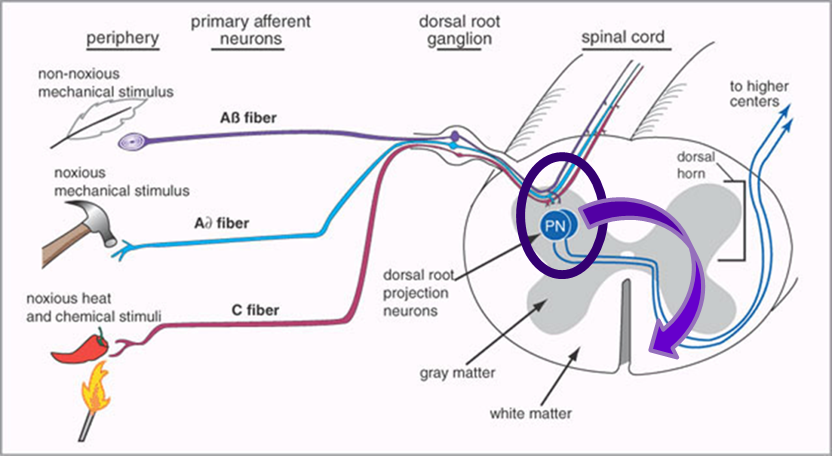 periphery
primary afferent
neurons
dorsal root
ganglion
spinal cord
non-noxious
mechanical stimulus
Aß fiber
to higher
centers
dorsal
horn
noxious
mechanical stimulus
A∂ fiber
PN
dorsal root
projection
neurons
noxious heat
and chemical stimuli
C fiber
gray matter
white matter